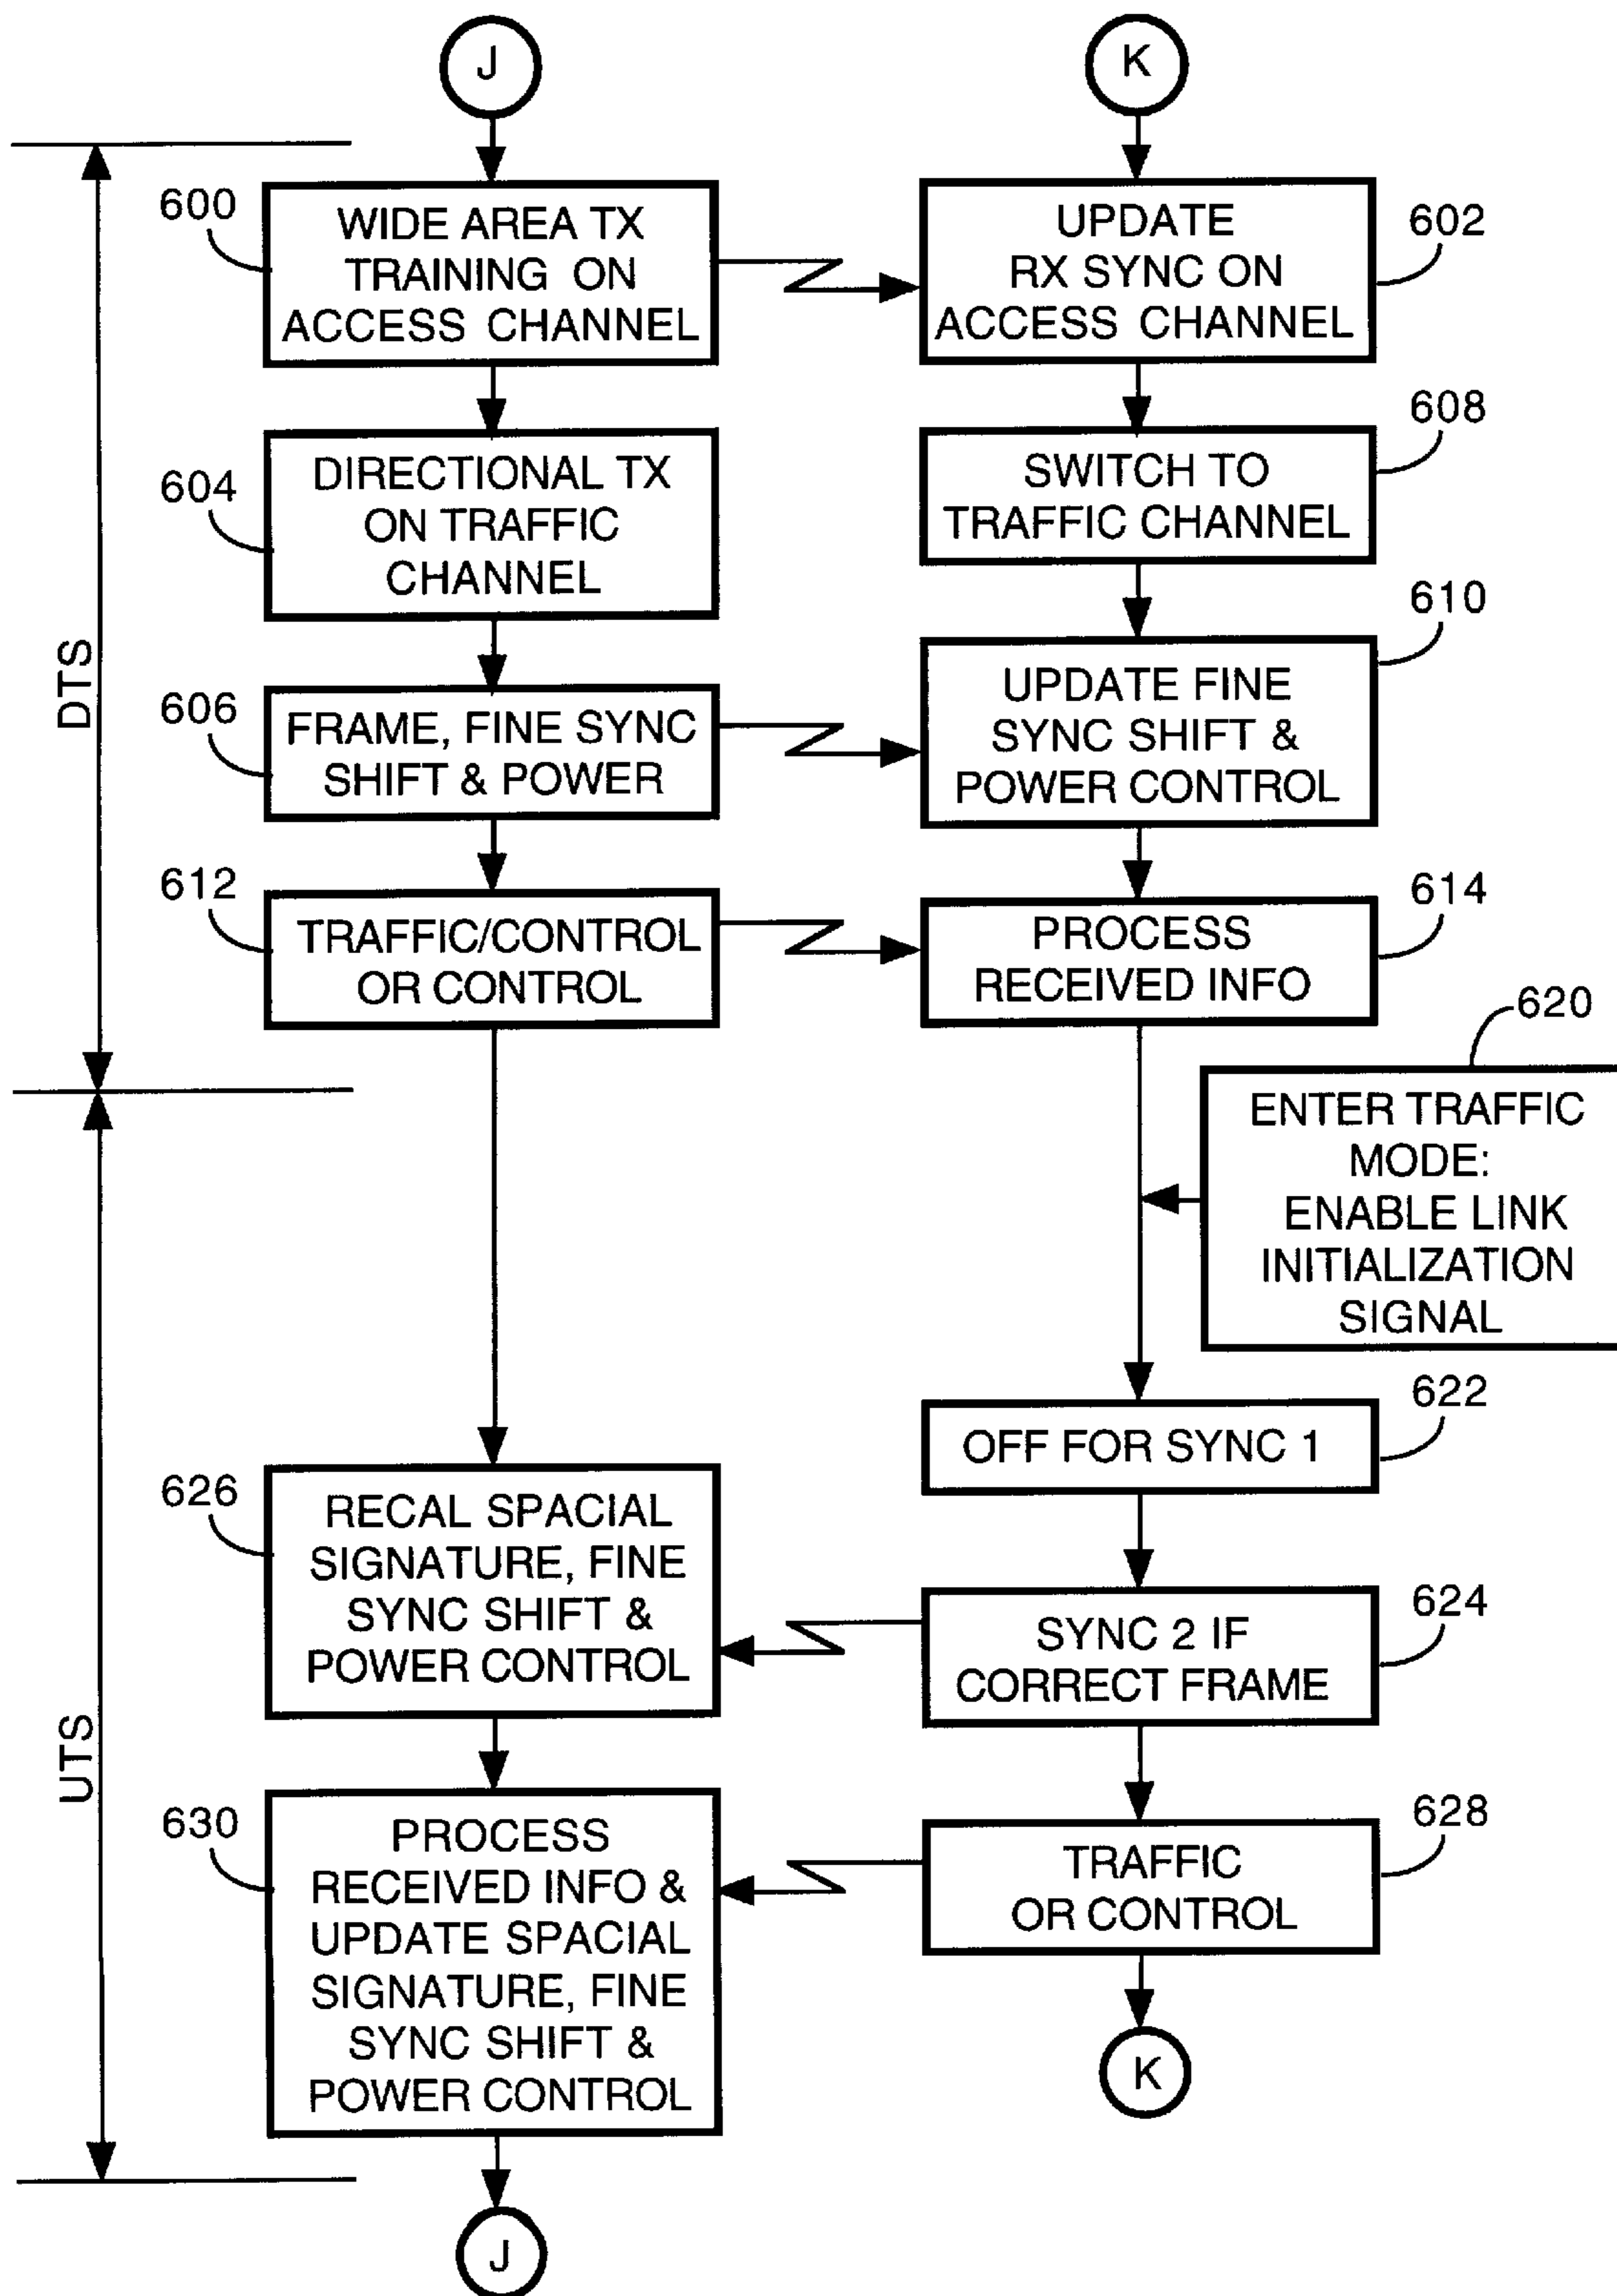 J
K
600
WIDE AREA TX
TRAINING ON
ACCESS CHANNEL
UPDATE
RX SYNC ON
ACCESS CHANNEL
602
604
DIRECTIONAL TX
ON TRAFFIC
CHANNEL
SWITCH TO
TRAFFIC CHANNEL
608
DTS
606
FRAME, FINE SYNC
SHIFT & POWER
UPDATE FINE
SYNC SHIFT &
POWER CONTROL
610
612
TRAFFIC/CONTROL
OR CONTROL
PROCESS
RECEIVED INFO
614
620
ENTER TRAFFIC
MODE:
ENABLE LINK
INITIALIZATION
SIGNAL
OFF FOR SYNC 1
622
626
RECAL SPACIAL
SIGNATURE, FINE
SYNC SHIFT &
POWER CONTROL
SYNC 2 IF
CORRECT FRAME
624
UTS
630
PROCESS
RECEIVED INFO &
UPDATE SPACIAL
SIGNATURE, FINE
SYNC SHIFT &
POWER CONTROL
TRAFFIC
OR CONTROL
628
K
J